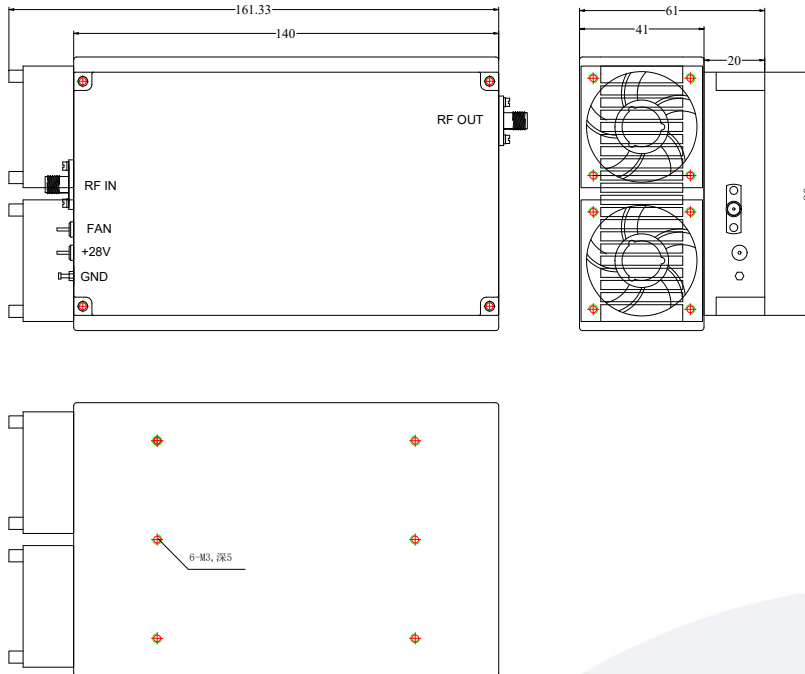 161.33
140
61
41
20
RF OUT
RF IN
FAN
+28V
GND
6-M3,深5